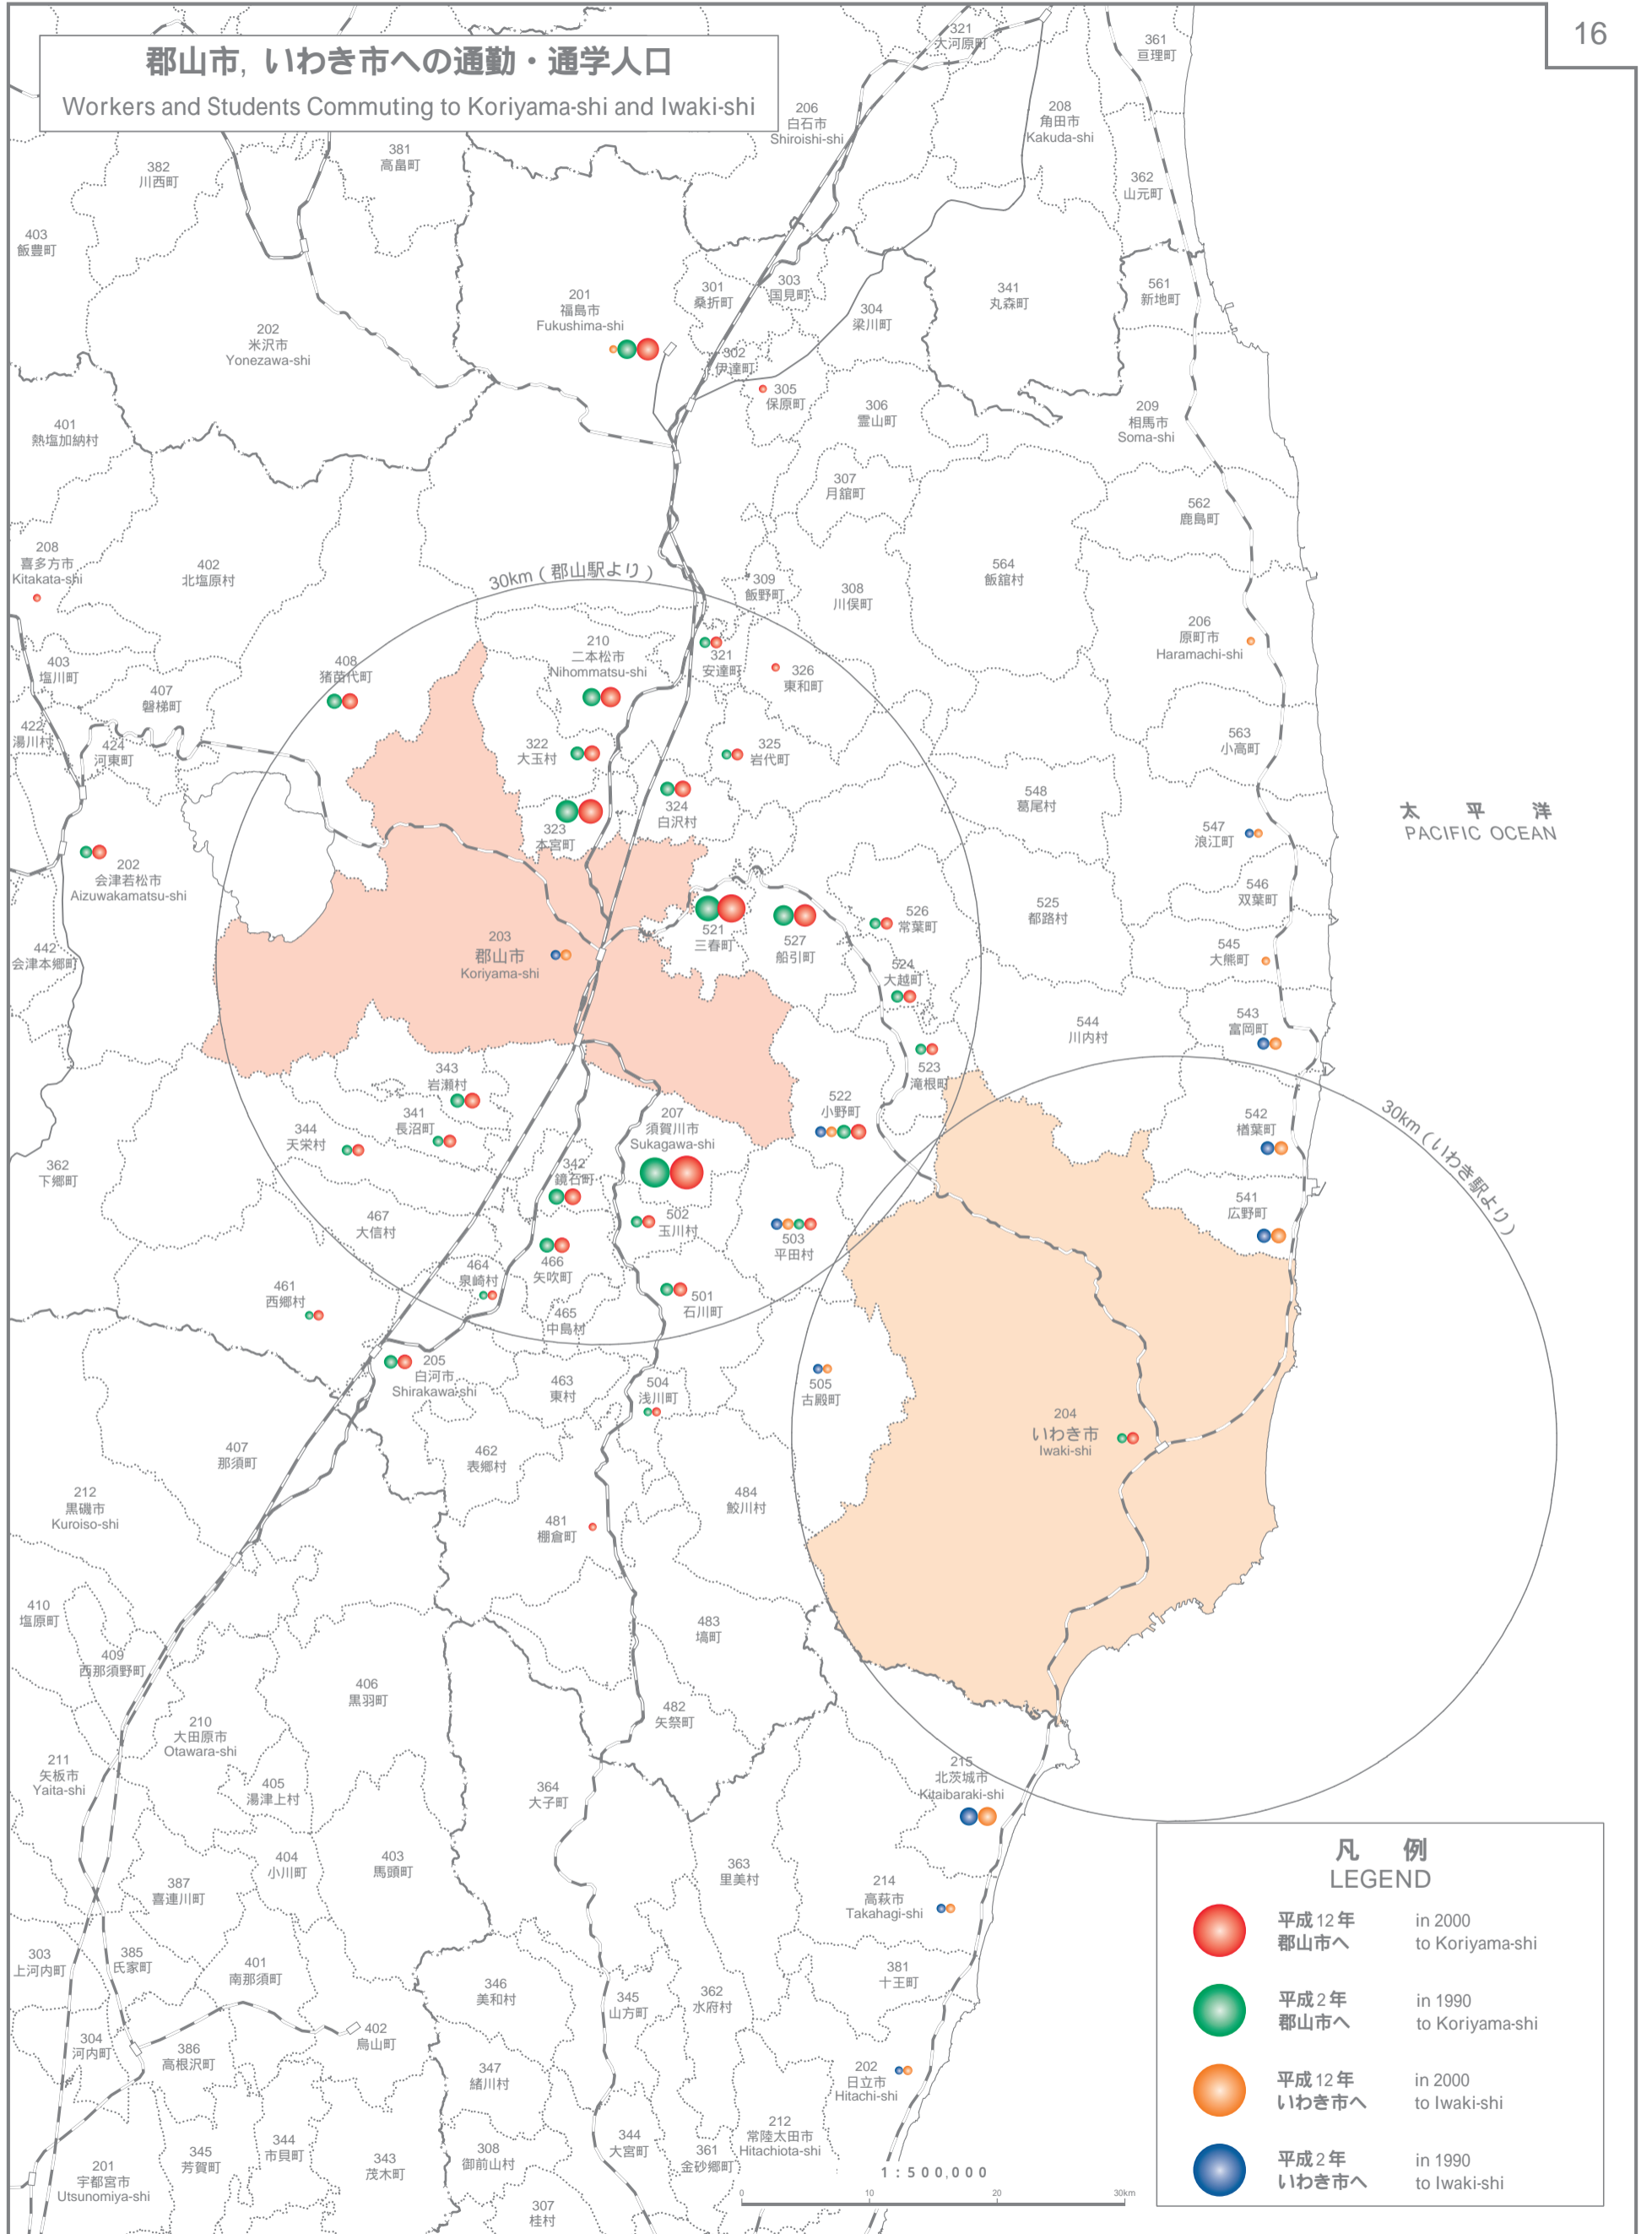 16
郡山市, いわき市への通勤・通学人口
Workers and Students Commuting to Koriyama-shi and Iwaki-shi
321
大河原町
361
亘理町
206
白石市
Shiroishi-shi
208
角田市
Kakuda-shi
381
高畠町
382
川西町
362
山元町
403
飯豊町
201
福島市
Fukushima-shi
301
桑折町
303
国見町
304
梁川町
341
丸森町
561
新地町
202
米沢市
Yonezawa-shi
302
伊達町
305
保原町
306
霊山町
209
相馬市
Soma-shi
401
熱塩加納村
307
月舘町
562
鹿島町
208
喜多方市
Kitakata-shi
402
北塩原村
30km（郡山駅より）
309
飯野町
308
川俣町
564
飯舘村
206
原町市
Haramachi-shi
403
塩川町
407
磐梯町
408
猪苗代町
210
二本松市
Nihommatsu-shi
321
安達町
326
東和町
422
湯川村
424
河東町
322
大玉村
325
岩代町
563
小高町
323
本宮町
324
白沢村
548
葛尾村
547
浪江町
太平洋
PACIFIC OCEAN
202
会津若松市
Aizuwakamatsu-shi
546
双葉町
442
会津本郷町
203
郡山市
Koriyama-shi
521
三春町
527
船引町
526
常葉町
525
都路村
545
大熊町
524
大越町
544
川内村
543
富岡町
343
岩瀬村
523
滝根町
344
天栄村
341
長沼町
207
須賀川市
Sukagawa-shi
522
小野町
542
楢葉町
30km（いわき駅より）
362
下郷町
342
鏡石町
541
広野町
467
大信村
502
玉川村
503
平田村
461
西郷村
464
泉崎村
466
矢吹町
465
中島村
501
石川町
205
白河市
Shirakawa-shi
463
東村
504
浅川町
505
古殿町
204
いわき市
Iwaki-shi
407
那須町
462
表郷村
212
黒磯市
Kuroiso-shi
484
鮫川村
481
棚倉町
410
塩原町
483
塙町
409
西那須野町
406
黒羽町
482
矢祭町
210
大田原市
Otawara-shi
211
矢板市
Yaita-shi
405
湯津上村
364
大子町
215
北茨城市
Kitaibaraki-shi
404
小川町
403
馬頭町
363
里美村
387
喜連川町
214
高萩市
Takahagi-shi
303
上河内町
385
氏家町
401
南那須町
381
十王町
346
美和村
345
山方町
362
水府村
304
河内町
386
高根沢町
402
烏山町
347
緒川村
202
日立市
Hitachi-shi
201
宇都宮市
Utsunomiya-shi
345
芳賀町
344
市貝町
343
茂木町
308
御前山村
344
大宮町
361
金砂郷町
212
常陸太田市
Hitachiota-shi
307
桂村
1：500,000
0 10 20 30km
凡例
LEGEND
平成12年 in 2000
郡山市へ to Koriyama-shi
平成2年 in 1990
郡山市へ to Koriyama-shi
平成12年 in 2000
いわき市へ to Iwaki-shi
平成2年 in 1990
いわき市へ to Iwaki-shi